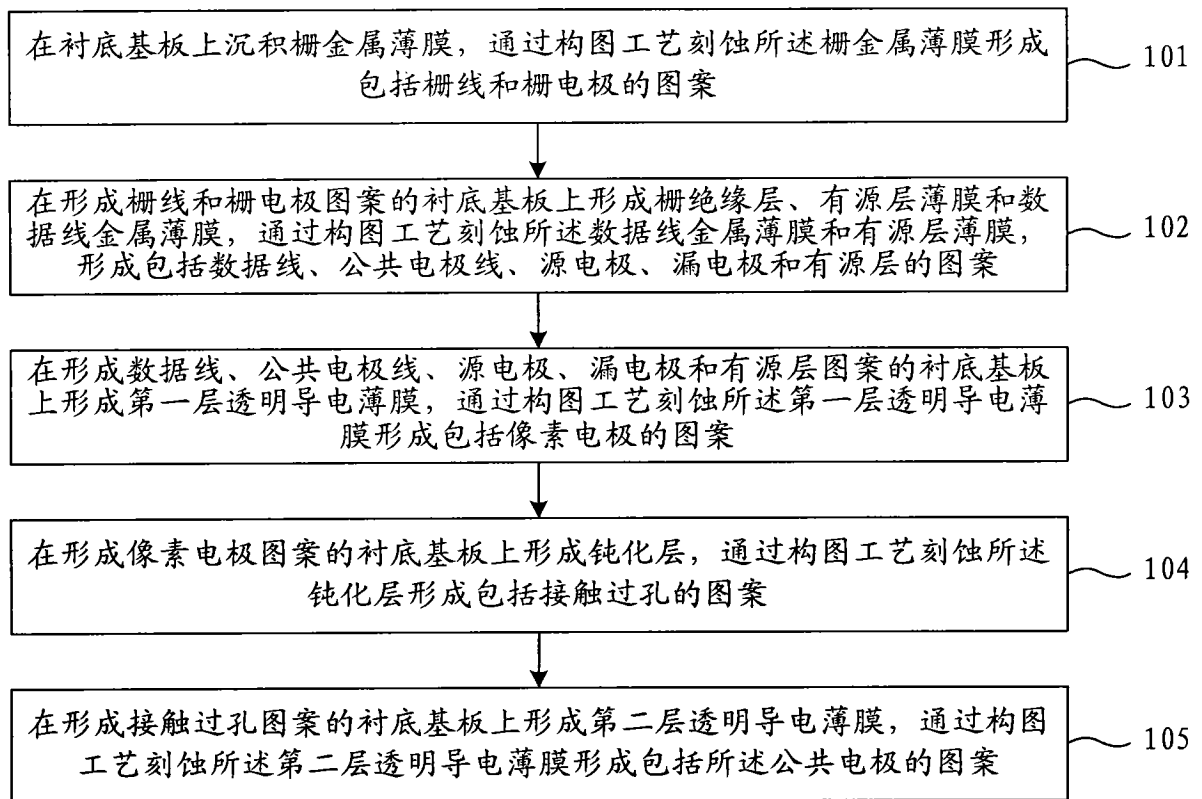 在衬底基板上沉积栅金属薄膜，通过构图工艺刻蚀所述栅金属薄膜形成
包括栅线和栅电极的图案
101
在形成栅线和栅电极图案的衬底基板上形成栅绝缘层、有源层薄膜和数
据线金属薄膜，通过构图工艺刻蚀所述数据线金属薄膜和有源层薄膜，
形成包括数据线、公共电极线、源电极、漏电极和有源层的图案
102
在形成数据线、公共电极线、源电极、漏电极和有源层图案的衬底基板
上形成第一层透明导电薄膜，通过构图工艺刻蚀所述第一层透明导电薄
膜形成包括像素电极的图案
103
在形成像素电极图案的衬底基板上形成钝化层，通过构图工艺刻蚀所述
钝化层形成包括接触过孔的图案
104
在形成接触过孔图案的衬底基板上形成第二层透明导电薄膜，通过构图
工艺刻蚀所述第二层透明导电薄膜形成包括所述公共电极的图案
105